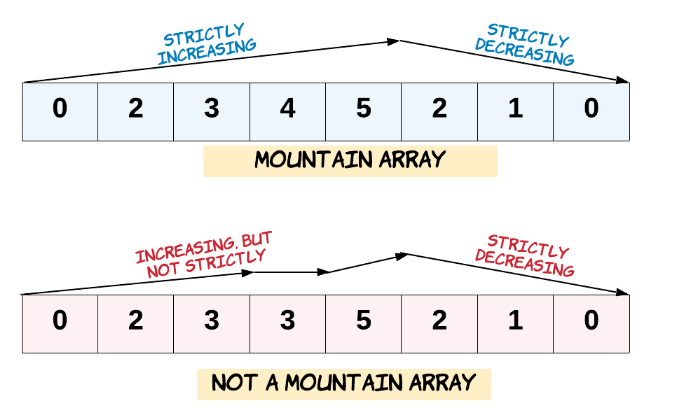 STRICTLY
INCREASING
STRICTLY
DECREASING
0 2 3 4 5 2 1 0
MOUNTAIN ARRAY
INCREASING, BUT
NOT STRICTLY
STRICTLY
DECREASING
0 2 3 3 5 2 1 0
NOT A MOUNTAIN ARRAY